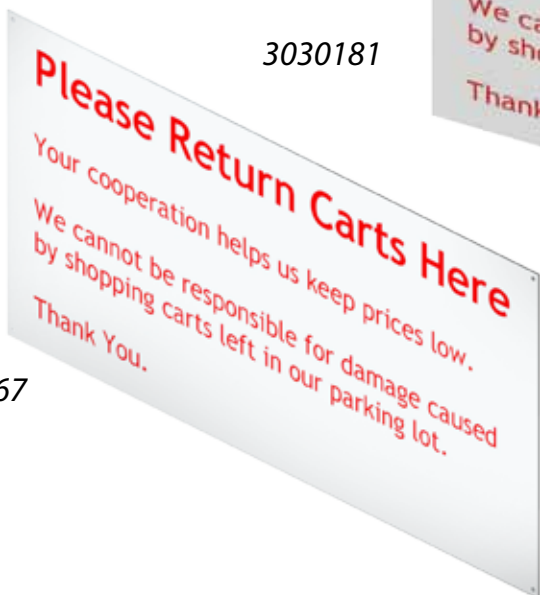 We ca
by sho
Thank
3030181
Please Return Carts Here
Your cooperation helps us keep prices low.
We cannot be responsible for damage caused
by shopping carts left in our parking lot.
Thank You.
67